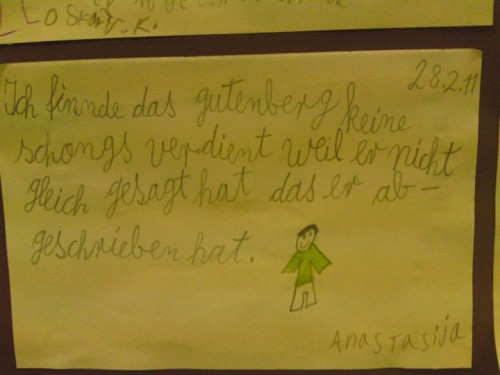 O Skar V. K.
28.2.11
Ich finnde das gutenberg keine
schongs verdient weil er nicht
gleich gesagt hat das er ab-
geschrieben hat.
Anastasija